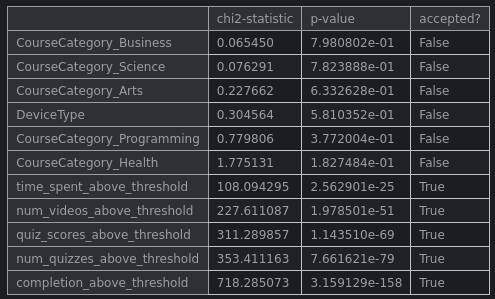 chi2-statistic p-value accepted?
CourseCategory_Business 0.065450 7.980802e-01 False
CourseCategory_Science 0.076291 7.823888e-01 False
CourseCategory_Arts 0.227662 6.332628e-01 False
DeviceType 0.304564 5.810352e-01 False
CourseCategory_Programming 0.779806 3.772004e-01 False
CourseCategory_Health 1.775131 1.827484e-01 False
time_spent_above_threshold 108.094295 2.562901e-25 True
num_videos_above_threshold 227.611087 1.978501e-51 True
quiz_scores_above_threshold 311.289857 1.143510e-69 True
num_quizzes_above_threshold 353.411163 7.661621e-79 True
completion_above_threshold 718.285073 3.159129e-158 True